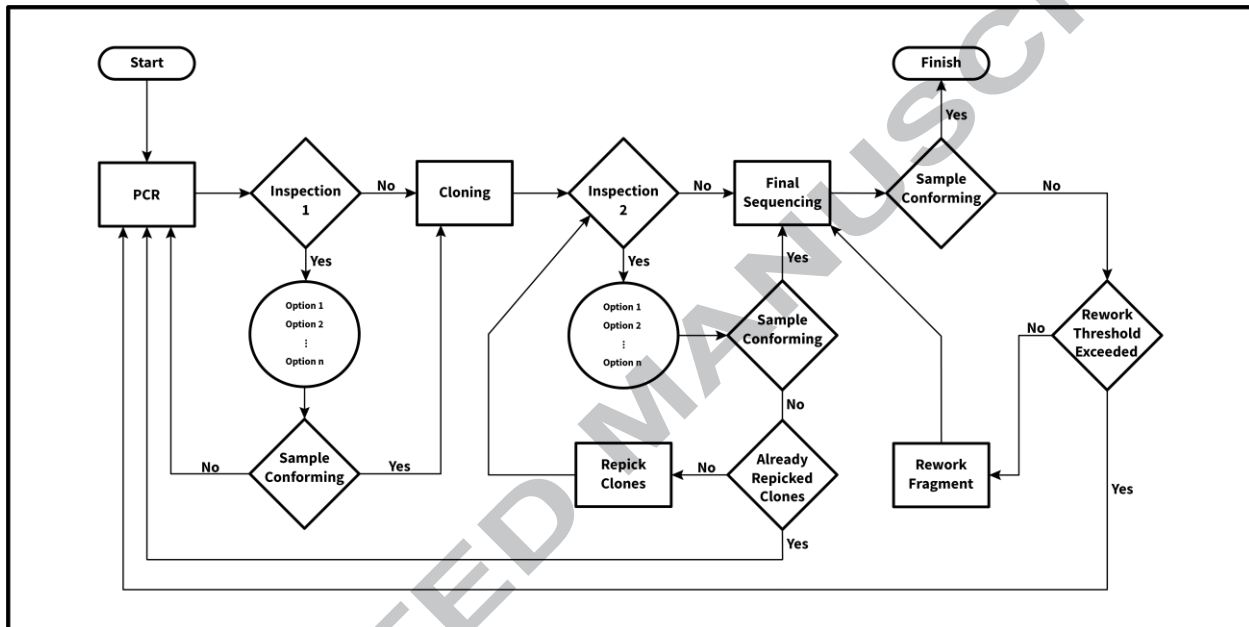 Start
Finish
Yes
PCR
Inspection
1
No
Cloning
Inspection
2
No
Final
Sequencing
Sample
Conforming
No
Yes
Option 1
Option 2
⋮
Option n
Yes
Option 1
Option 2
⋮
Option n
Yes
Sample
Conforming
No
Rework
Threshold
Exceeded
No
Sample
Conforming
No
Yes
Repick
Clones
No
Already
Repicked
Clones
Rework
Fragment
Yes
Yes
TED MANUSCRI